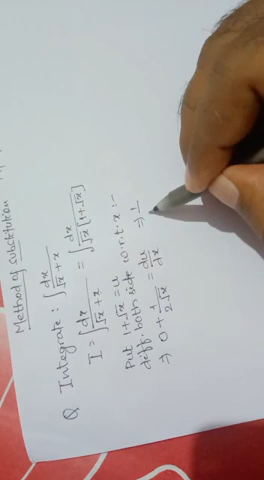 Method of substitution
Q Integrate : ∫ dx/(√x + x)
I = ∫ dx/(√x + x) = ∫ dx/(√x [1+√x])
Put 1+√x = u
diff. both side w.r.t. x :-
⇒ 0 + 1/(2√x) = du/dx ⇒ 1